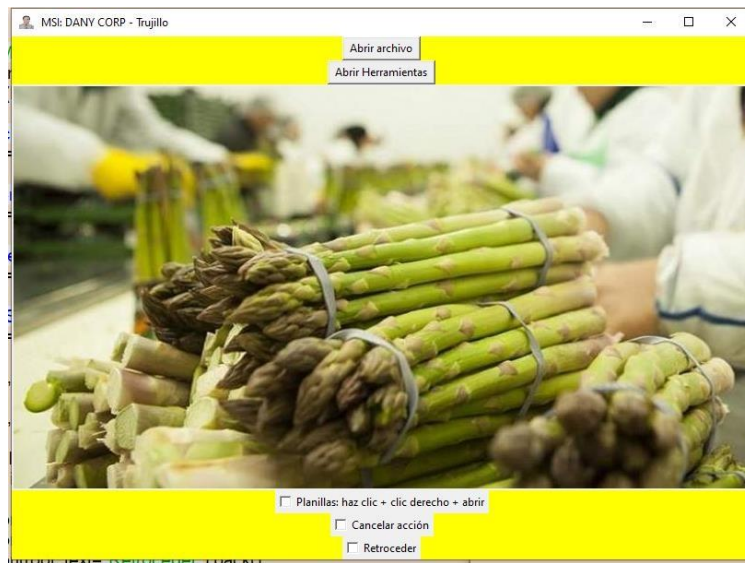 MSI: DANY CORP - Trujillo
Abrir archivo
Abrir Herramientas
Planillas: haz clic + clic derecho + abrir
Cancelar acción
Retroceder